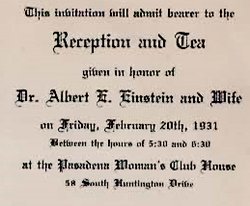 This invitation will admit bearer to the
Reception and Tea
given in honor of
Dr. Albert E. Einstein and Wife
on Friday, February 20th, 1931
Between the hours of 5:30 and 6:30
at the Pasadena Woman's Club House
58 South Huntington Drive